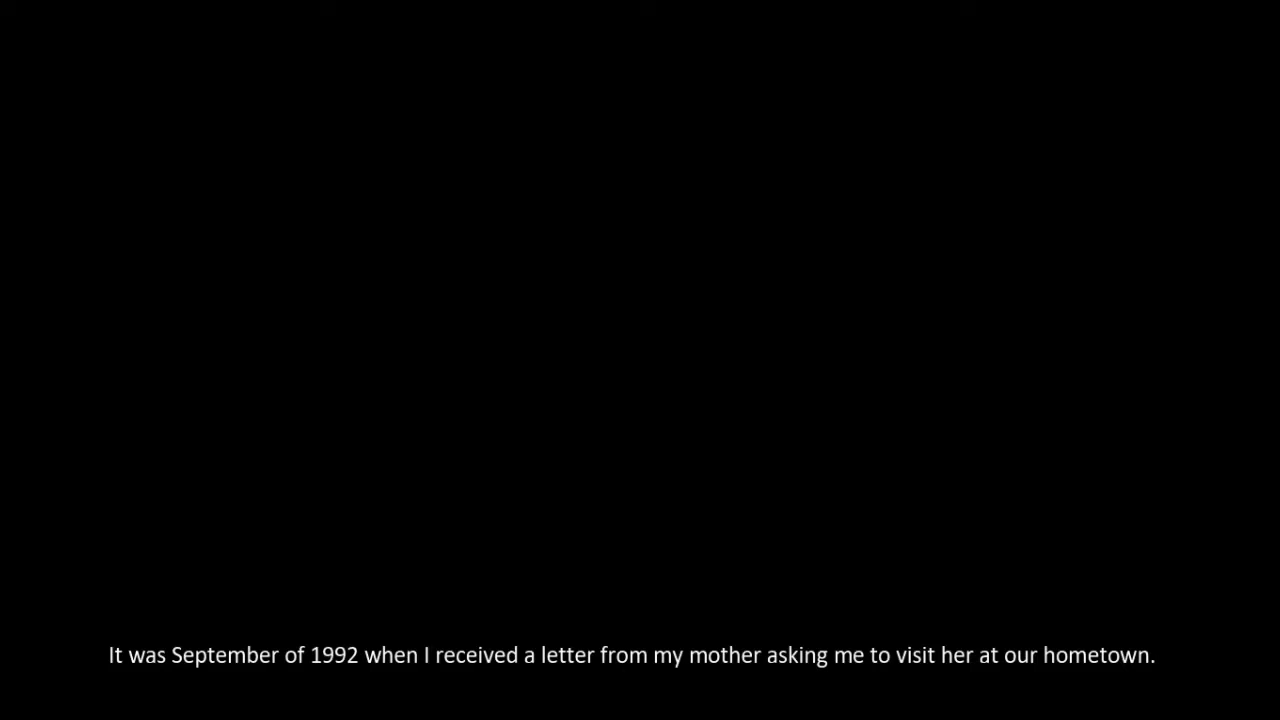 It was September of 1992 when I received a letter from my mother asking me to visit her at our hometown.